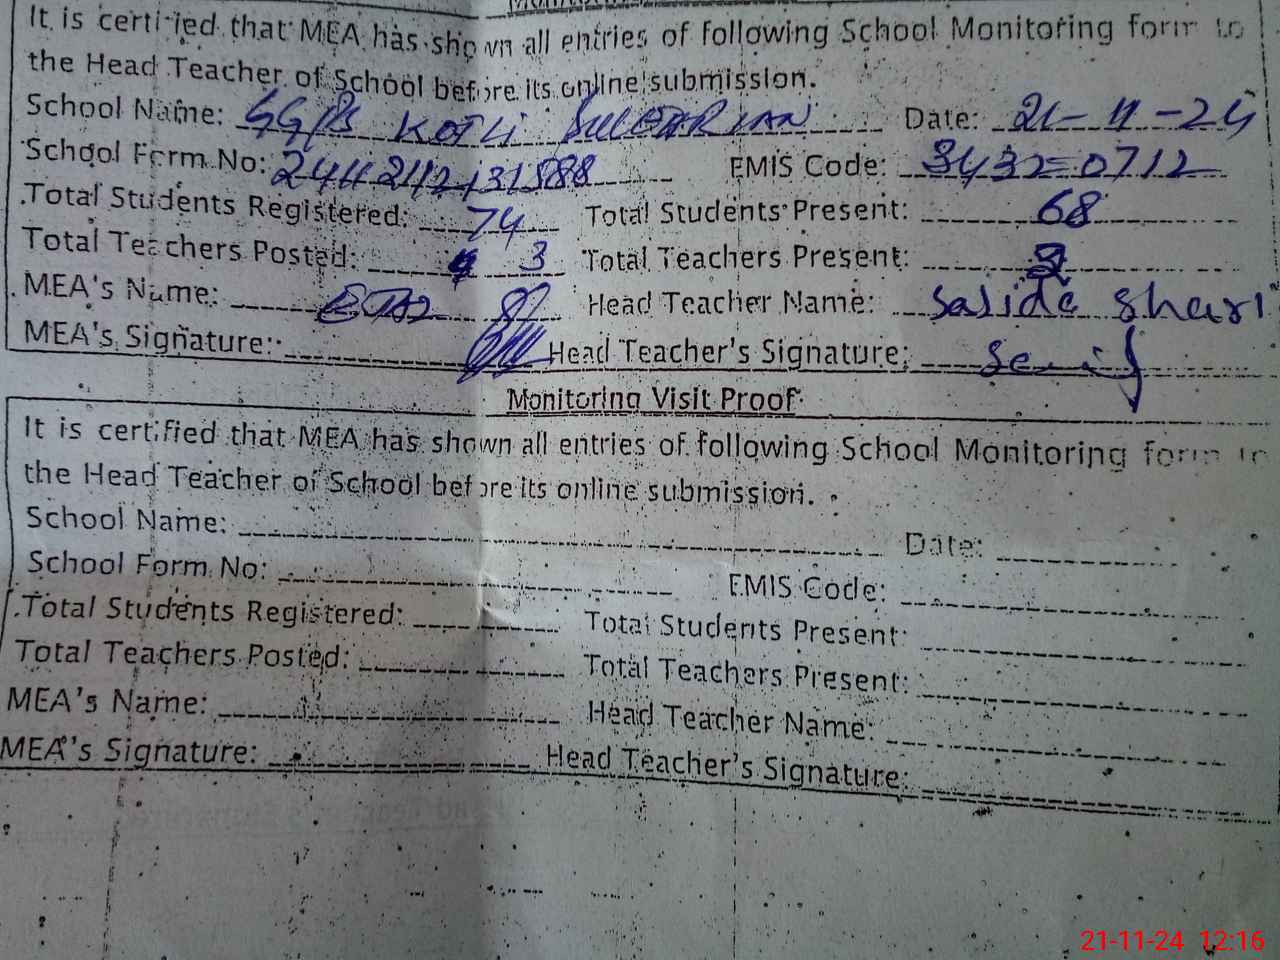 It is certified that MEA has shown all entries of following School Monitoring form to
the Head Teacher of School before its online submission.
School Name: GGPS KOTLI Date: 21-11-24
School Form No: EMIS Code: 34320712
Total Students Registered: 74 Total Students Present: 68
Total Teachers Posted: 3 Total Teachers Present: 3
MEA's Name: Head Teacher Name: Sajida Shari
MEA's Signature: Head Teacher's Signature:
Monitoring Visit Proof
It is certified that MEA has shown all entries of following School Monitoring form to
the Head Teacher of School before its online submission.
School Name: Date:
School Form No: EMIS Code:
Total Students Registered: Total Students Present:
Total Teachers Posted: Total Teachers Present:
MEA's Name: Head Teacher Name:
MEA's Signature: Head Teacher's Signature:
21-11-24 12:16